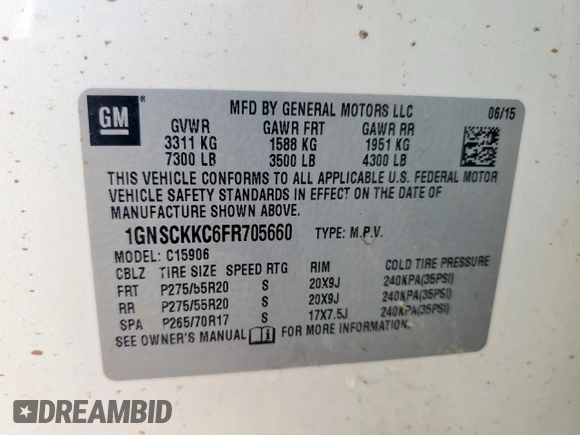 GM ® MFD BY GENERAL MOTORS LLC 06/15
GVWR GAWR FRT GAWR RR
3311 KG 1588 KG 1951 KG
7300 LB 3500 LB 4300 LB
THIS VEHICLE CONFORMS TO ALL APPLICABLE U.S. FEDERAL MOTOR
VEHICLE SAFETY STANDARDS IN EFFECT ON THE DATE OF
MANUFACTURE SHOWN ABOVE.
1GNSCKKC6FR705660 TYPE: M.P.V.
MODEL: C15906
CBLZ TIRE SIZE SPEED RTG RIM COLD TIRE PRESSURE
FRT P275/55R20 S 20X9J 240KPA(35PSI)
RR P275/55R20 S 20X9J 240KPA(35PSI)
SPA P265/70R17 S 17X7.5J 240KPA(35PSI)
SEE OWNER'S MANUAL FOR MORE INFORMATION.
DREAMBID